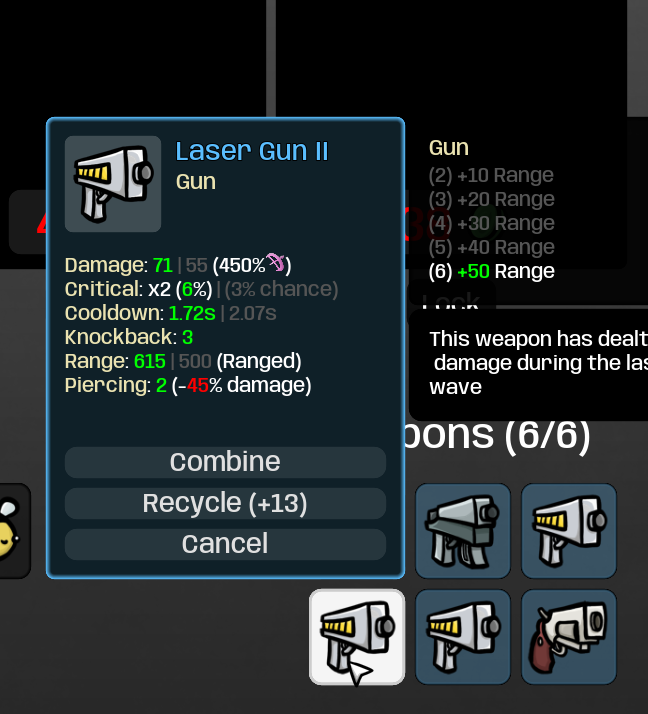 Laser Gun II
Gun
Damage: 71 | 55 (450%)
Critical: x2 (6%) | (3% chance)
Cooldown: 1.72s | 2.07s
Knockback: 3
Range: 615 | 500 (Ranged)
Piercing: 2 (-45% damage)
Combine
Recycle (+13)
Cancel
Gun
(2) +10 Range
(3) +20 Range
(4) +30 Range
(5) +40 Range
(6) +50 Range
Lock
This weapon has dealt
damage during the las
wave
pons (6/6)